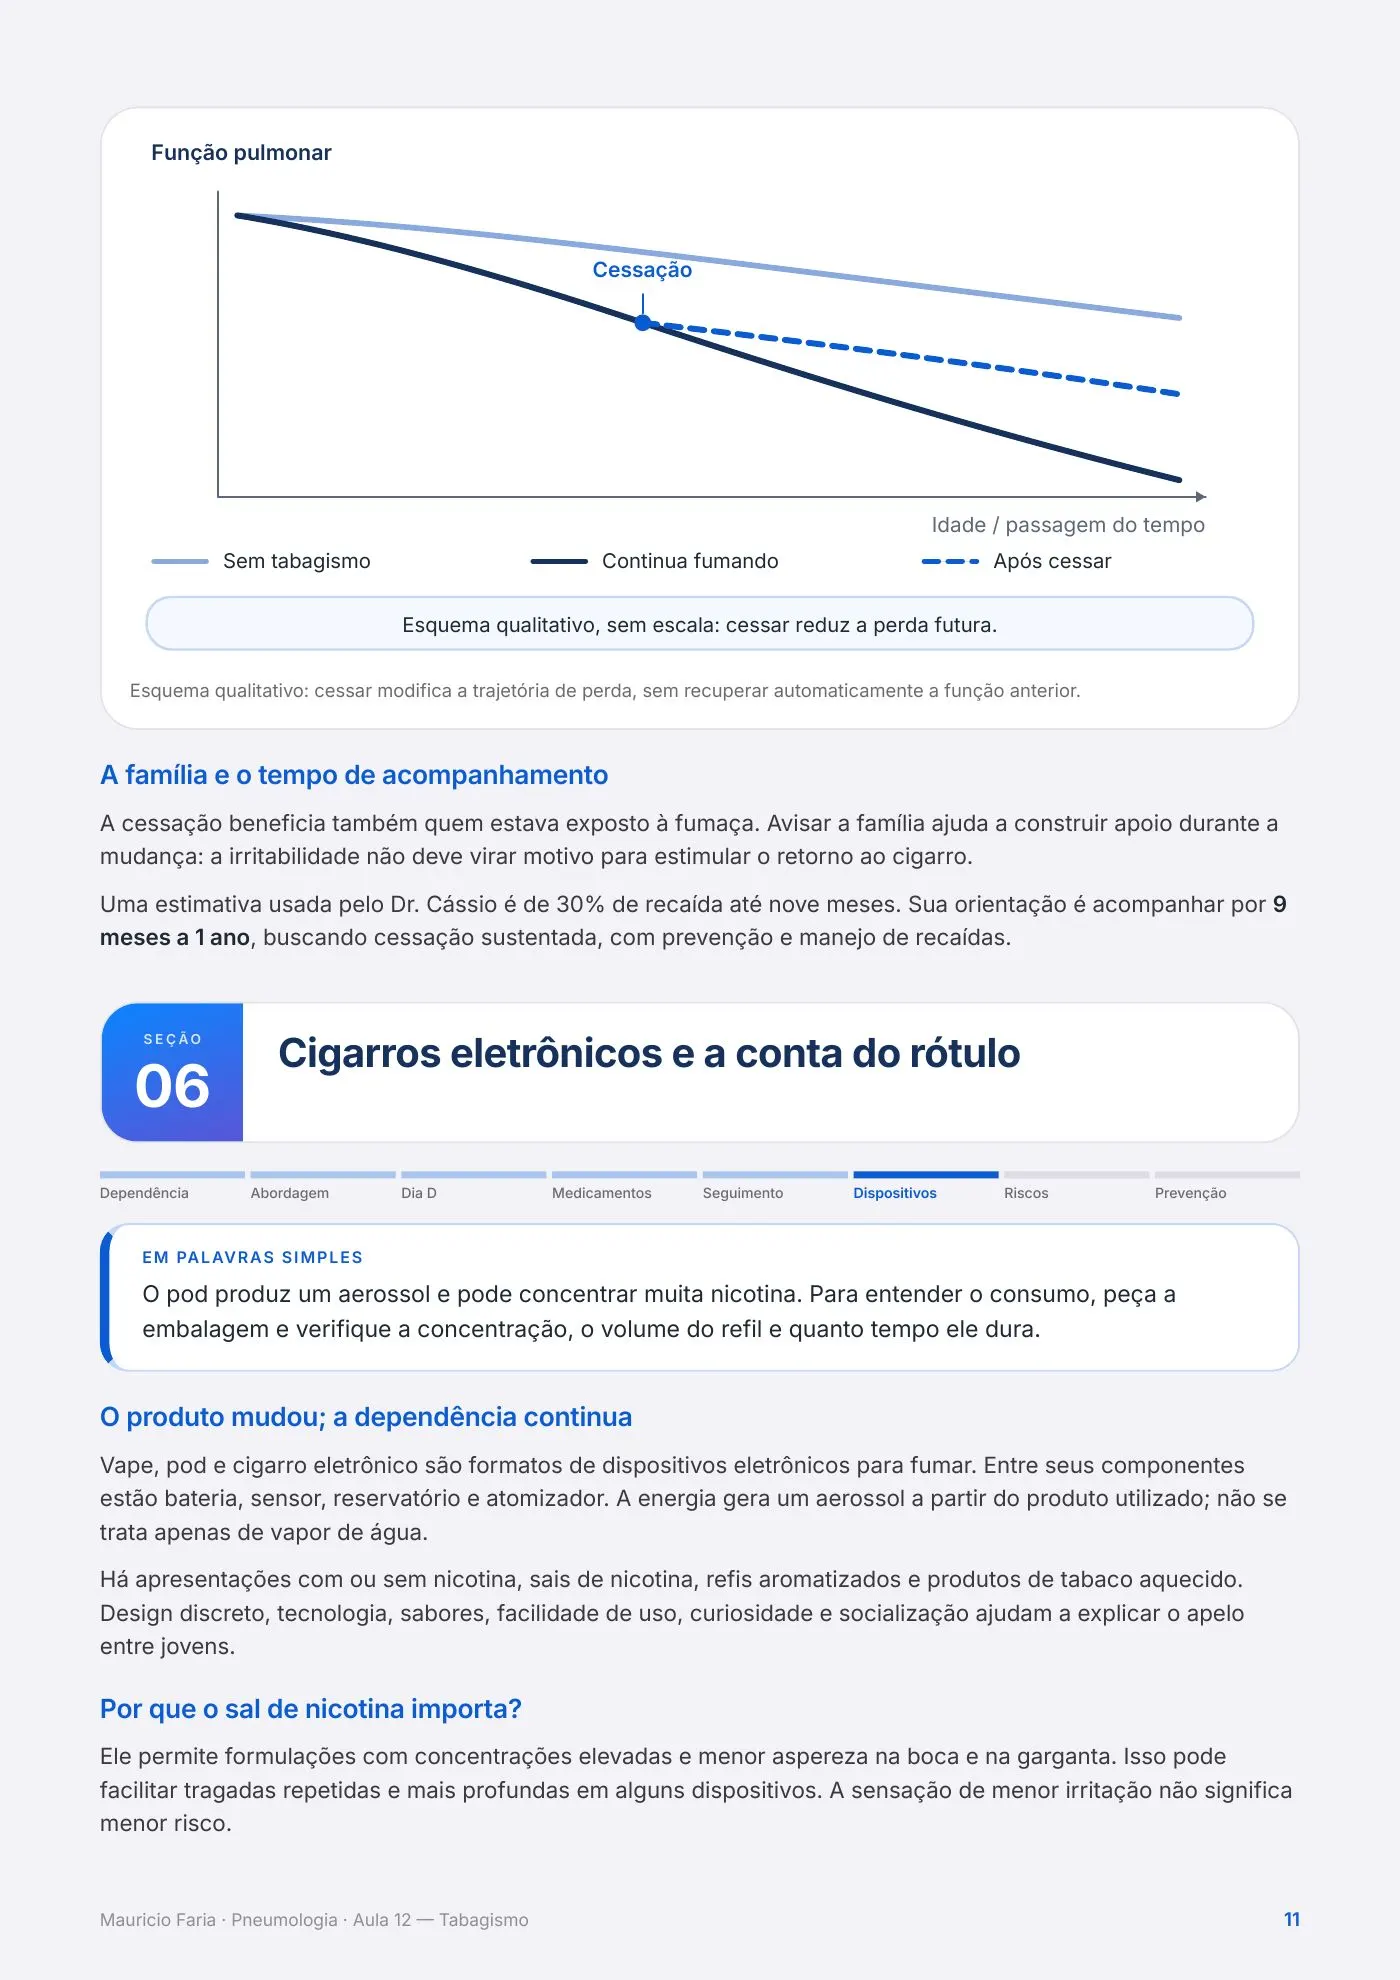 Função pulmonar
Cessação
Idade / passagem do tempo
Sem tabagismo
Continua fumando
Após cessar
Esquema qualitativo, sem escala: cessar reduz a perda futura.
Esquema qualitativo: cessar modifica a trajetória de perda, sem recuperar automaticamente a função anterior.
A família e o tempo de acompanhamento
A cessação beneficia também quem estava exposto à fumaça. Avisar a família ajuda a construir apoio durante a
mudança: a irritabilidade não deve virar motivo para estimular o retorno ao cigarro.
Uma estimativa usada pelo Dr. Cássio é de 30% de recaída até nove meses. Sua orientação é acompanhar por 9
meses a 1 ano, buscando cessação sustentada, com prevenção e manejo de recaídas.
SEÇÃO
06
Cigarros eletrônicos e a conta do rótulo
Dependência
Abordagem
Dia D
Medicamentos
Seguimento
Dispositivos
Riscos
Prevenção
EM PALAVRAS SIMPLES
O pod produz um aerossol e pode concentrar muita nicotina. Para entender o consumo, peça a
embalagem e verifique a concentração, o volume do refil e quanto tempo ele dura.
O produto mudou; a dependência continua
Vape, pod e cigarro eletrônico são formatos de dispositivos eletrônicos para fumar. Entre seus componentes
estão bateria, sensor, reservatório e atomizador. A energia gera um aerossol a partir do produto utilizado; não se
trata apenas de vapor de água.
Há apresentações com ou sem nicotina, sais de nicotina, refis aromatizados e produtos de tabaco aquecido.
Design discreto, tecnologia, sabores, facilidade de uso, curiosidade e socialização ajudam a explicar o apelo
entre jovens.
Por que o sal de nicotina importa?
Ele permite formulações com concentrações elevadas e menor aspereza na boca e na garganta. Isso pode
facilitar tragadas repetidas e mais profundas em alguns dispositivos. A sensação de menor irritação não significa
menor risco.
Mauricio Faria · Pneumologia · Aula 12 — Tabagismo
11